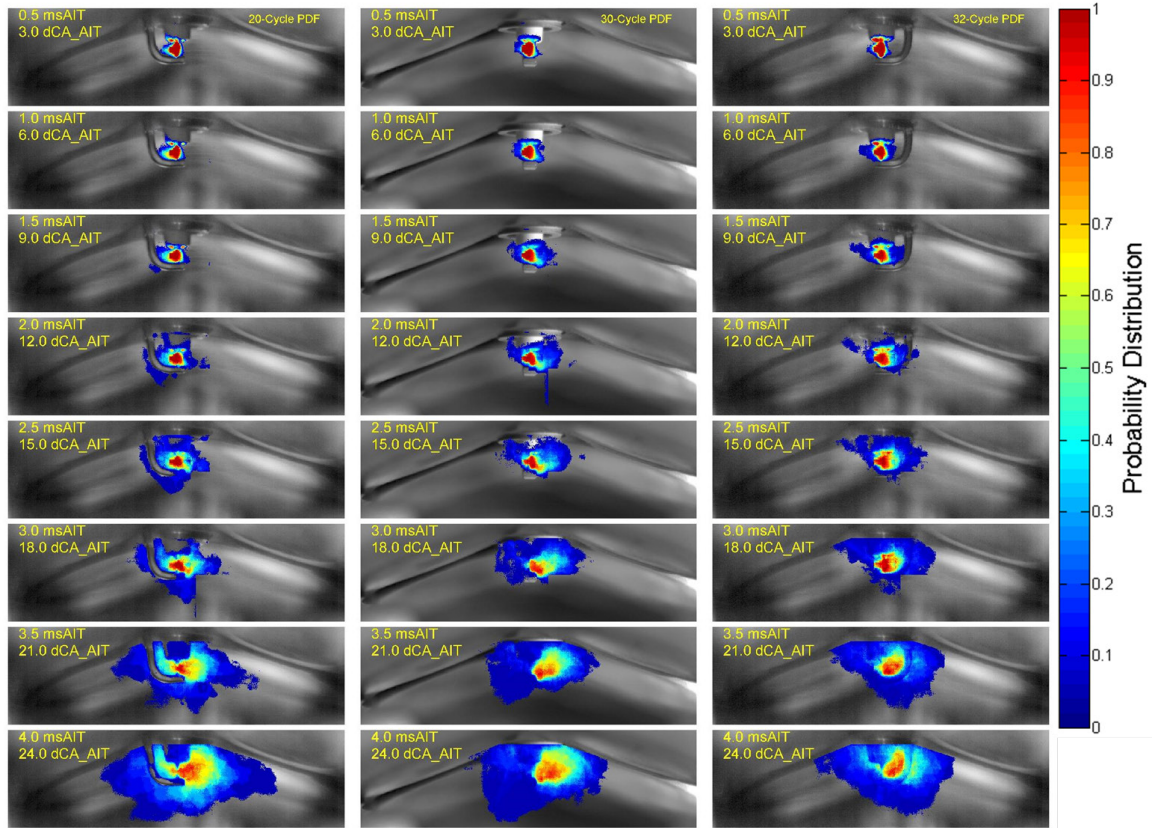 0.5 msAIT
3.0 dCA_AIT
20-Cycle PDF
0.5 msAIT
3.0 dCA_AIT
30-Cycle PDF
0.5 msAIT
3.0 dCA_AIT
32-Cycle PDF
1.0 msAIT
6.0 dCA_AIT
1.0 msAIT
6.0 dCA_AIT
1.0 msAIT
6.0 dCA_AIT
1.5 msAIT
9.0 dCA_AIT
1.5 msAIT
9.0 dCA_AIT
1.5 msAIT
9.0 dCA_AIT
2.0 msAIT
12.0 dCA_AIT
2.0 msAIT
12.0 dCA_AIT
2.0 msAIT
12.0 dCA_AIT
2.5 msAIT
15.0 dCA_AIT
2.5 msAIT
15.0 dCA_AIT
2.5 msAIT
15.0 dCA_AIT
3.0 msAIT
18.0 dCA_AIT
3.0 msAIT
18.0 dCA_AIT
3.0 msAIT
18.0 dCA_AIT
3.5 msAIT
21.0 dCA_AIT
3.5 msAIT
21.0 dCA_AIT
3.5 msAIT
21.0 dCA_AIT
4.0 msAIT
24.0 dCA_AIT
4.0 msAIT
24.0 dCA_AIT
4.0 msAIT
24.0 dCA_AIT
1
0.9
0.8
0.7
0.6
0.5
0.4
0.3
0.2
0.1
0
Probability Distribution